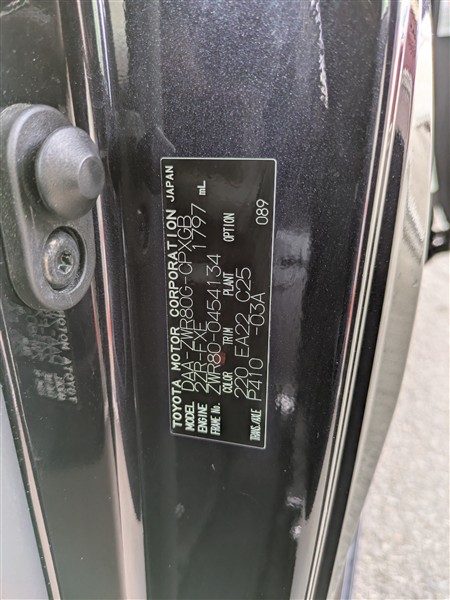 TOYOTA MOTOR CORPORATION JAPAN
MODEL DAA-ZWR80G-CPXGB
ENGINE 2ZR-FXE 1797 mL
FRAME No. ZWR80-0454134
COLOR TRIM PLANT OPTION
220 EA22 C25 089
TRANS./AXLE P410 -03A